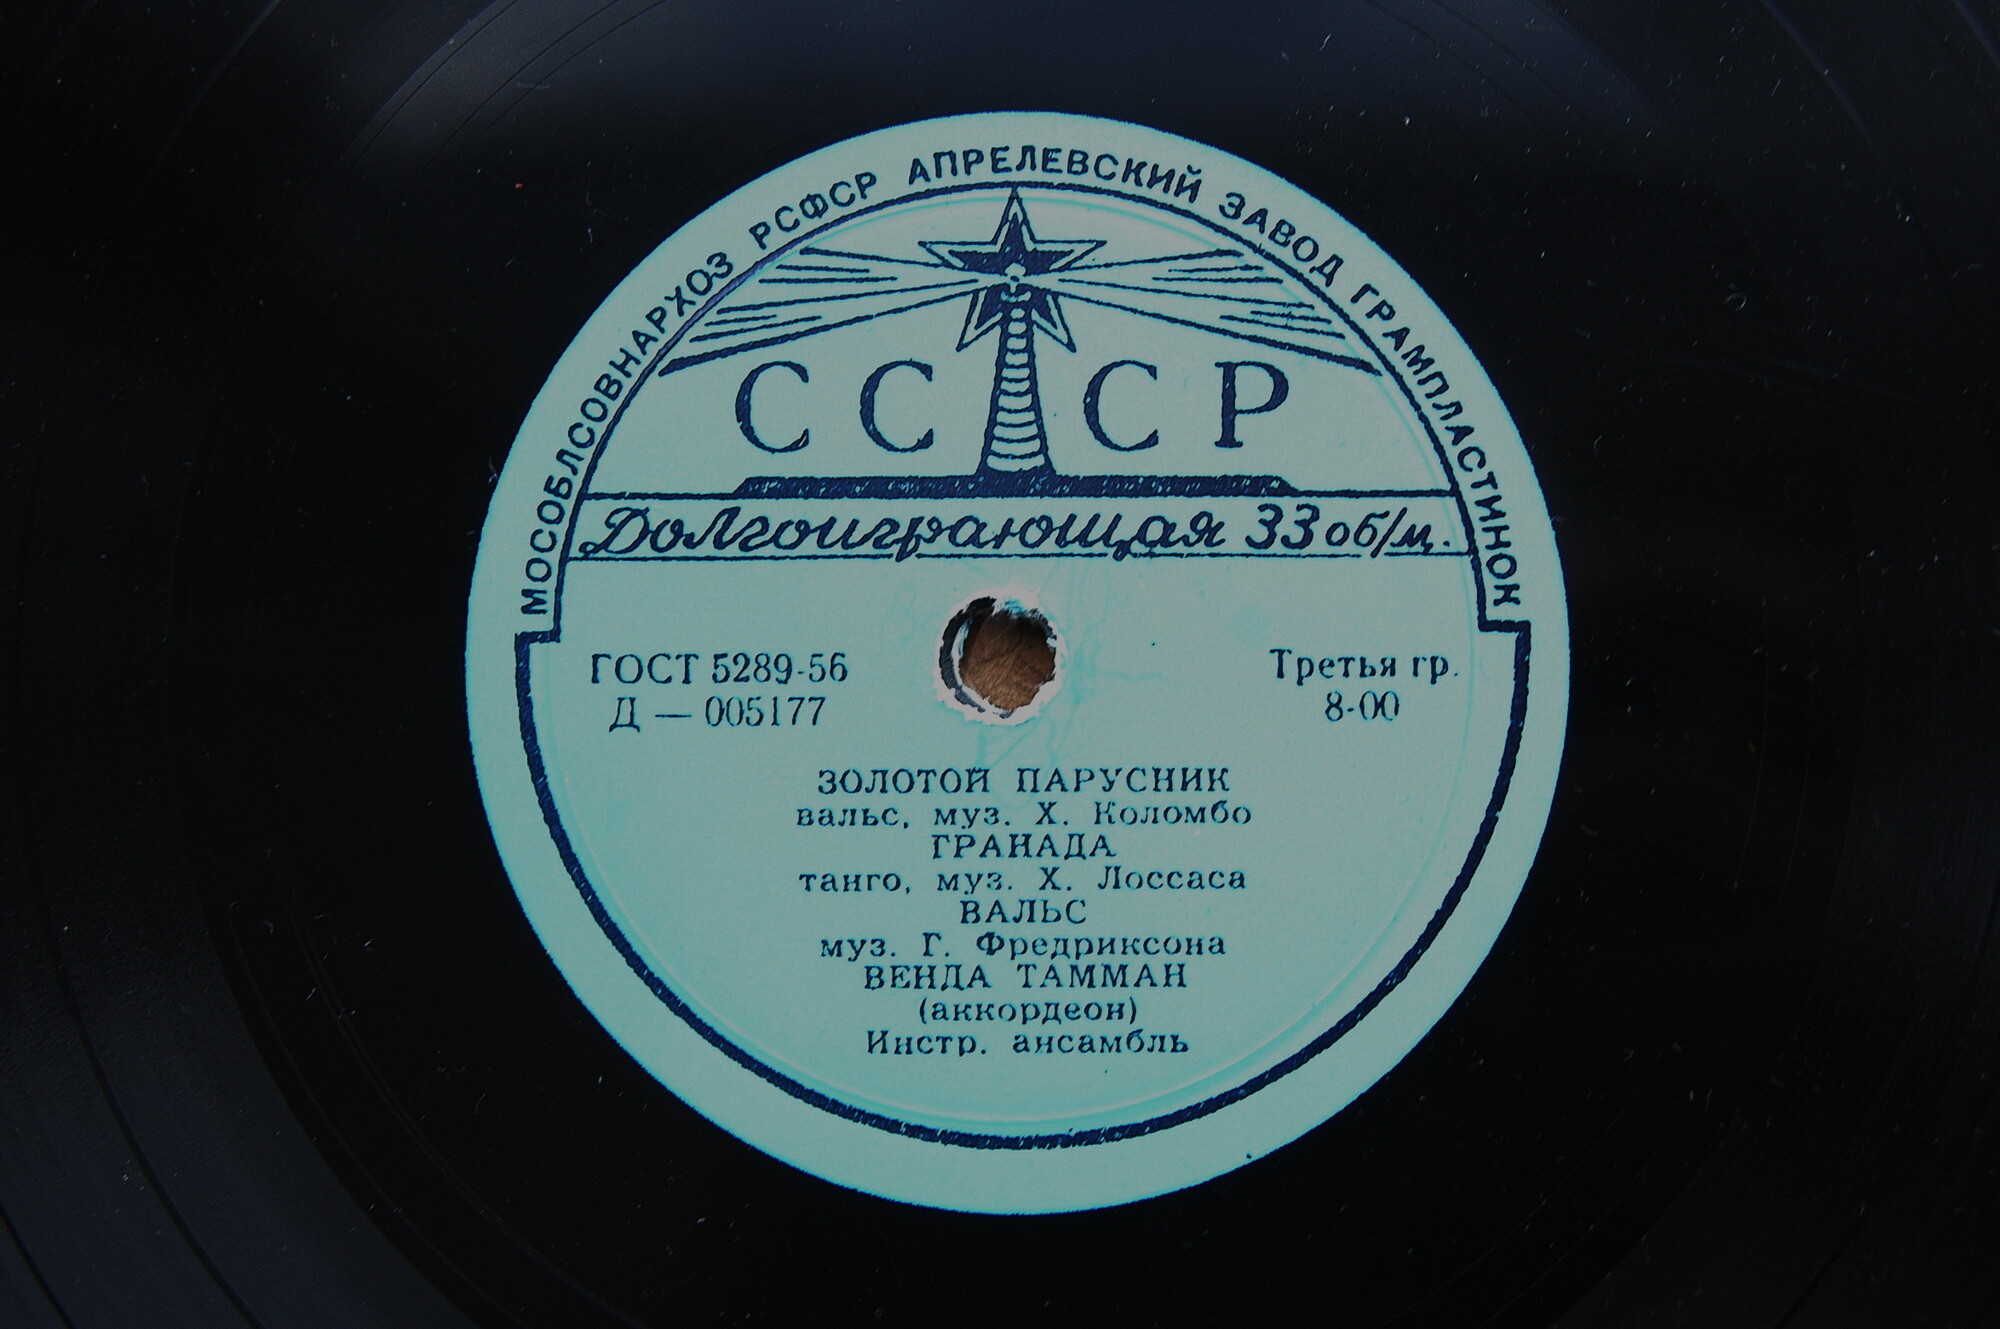 МОСОБЛСОВНАРХОЗ РСФСР АПРЕЛЕВСКИЙ ЗАВОД ГРАМПЛАСТИНОК
СССР
Долгоиграющая 33 об/м.
ГОСТ 5289-56
Д — 005177
Третья гр.
8-00
ЗОЛОТОЙ ПАРУСНИК
вальс, муз. Х. Коломбо
ГРАНАДА
танго, муз. Х. Лоссаса
ВАЛЬС
муз. Г. Фредриксона
ВЕНДА ТАММАН
(аккордеон)
Инстр. ансамбль